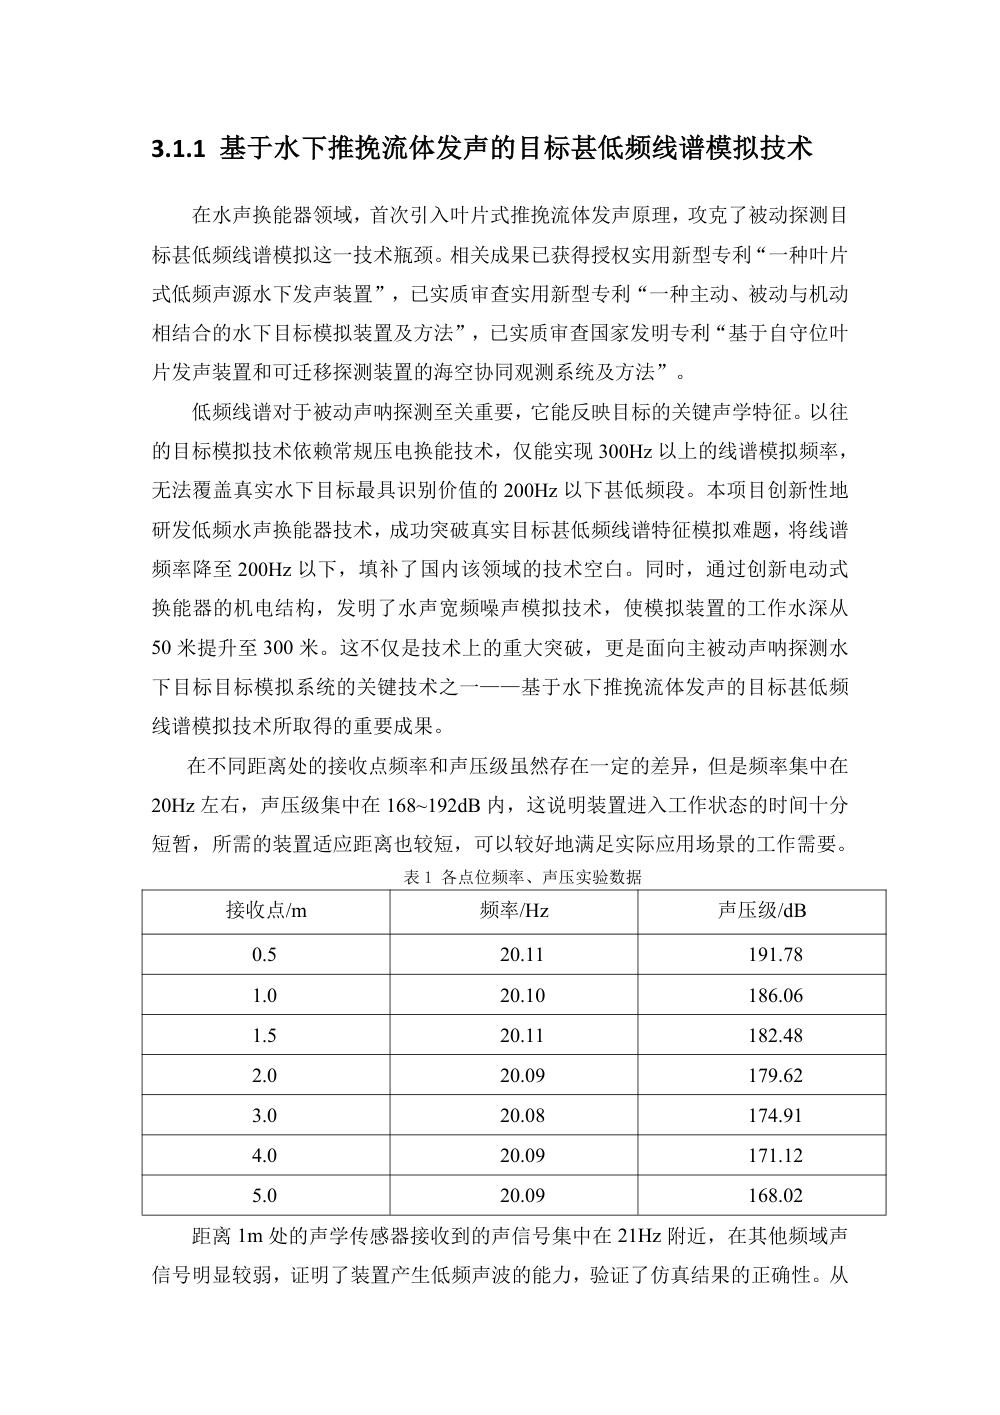 3.1.1 基于水下推挽流体发声的目标甚低频线谱模拟技术
在水声换能器领域，首次引入叶片式推挽流体发声原理，攻克了被动探测目
标甚低频线谱模拟这一技术瓶颈。相关成果已获得授权实用新型专利“一种叶片
式低频声源水下发声装置”，已实质审查实用新型专利“一种主动、被动与机动
相结合的水下目标模拟装置及方法”，已实质审查国家发明专利“基于自守位叶
片发声装置和可迁移探测装置的海空协同观测系统及方法”。
低频线谱对于被动声呐探测至关重要，它能反映目标的关键声学特征。以往
的目标模拟技术依赖常规压电换能技术，仅能实现 300Hz 以上的线谱模拟频率，
无法覆盖真实水下目标最具识别价值的 200Hz 以下甚低频段。本项目创新性地
研发低频水声换能器技术，成功突破真实目标甚低频线谱特征模拟难题，将线谱
频率降至 200Hz 以下，填补了国内该领域的技术空白。同时，通过创新电动式
换能器的机电结构，发明了水声宽频噪声模拟技术，使模拟装置的工作水深从
50 米提升至 300 米。这不仅是技术上的重大突破，更是面向主被动声呐探测水
下目标目标模拟系统的关键技术之一——基于水下推挽流体发声的目标甚低频
线谱模拟技术所取得的重要成果。
在不同距离处的接收点频率和声压级虽然存在一定的差异，但是频率集中在
20Hz 左右，声压级集中在 168~192dB 内，这说明装置进入工作状态的时间十分
短暂，所需的装置适应距离也较短，可以较好地满足实际应用场景的工作需要。
表 1 各点位频率、声压实验数据
接收点/m 频率/Hz 声压级/dB
0.5 20.11 191.78
1.0 20.10 186.06
1.5 20.11 182.48
2.0 20.09 179.62
3.0 20.08 174.91
4.0 20.09 171.12
5.0 20.09 168.02
距离 1m 处的声学传感器接收到的声信号集中在 21Hz 附近，在其他频域声
信号明显较弱，证明了装置产生低频声波的能力，验证了仿真结果的正确性。从